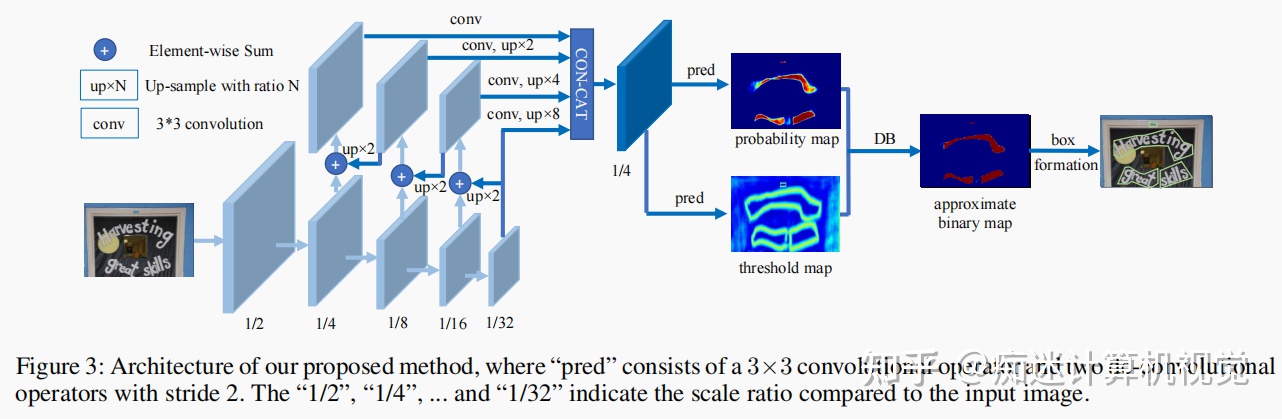 Element-wise Sum
up×N Up-sample with ratio N
conv 3*3 convolution
conv
conv, up×2
conv, up×4
conv, up×8
CON-CAT
up×2
up×2
up×2
1/2
1/4
1/8
1/16
1/32
1/4
pred
pred
probability map
threshold map
DB
approximate
binary map
box
formation
Harvesting
great skills
Harvesting
great skills
Figure 3: Architecture of our proposed method, where “pred” consists of a 3×3 convolutional operator and two de-convolutional
operators with stride 2. The “1/2”, “1/4”, ... and “1/32” indicate the scale ratio compared to the input image.
知乎 @痴迷计算机视觉